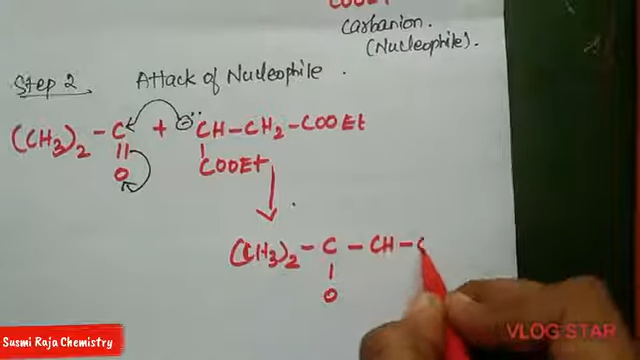 COOET
Carbanion.
(Nucleophile).
Step 2 Attack of Nucleophile.
(CH3)2 - C + ⊖ CH-CH2-COOEt
O COOEt
(CH3)2 - C - CH - C
O
Susmi Raja Chemistry
VLOG STAR